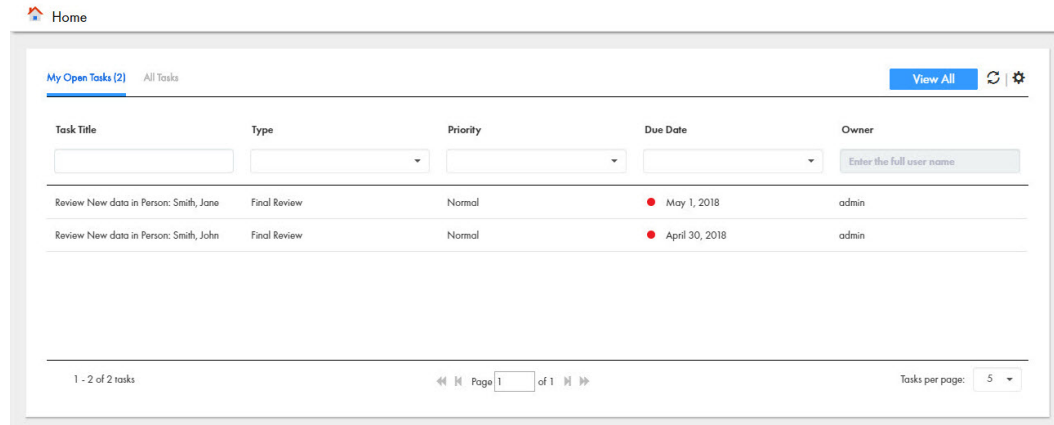 Home
My Open Tasks (2) All Tasks View All
Task Title Type Priority Due Date Owner
Enter the full user name
Review New data in Person: Smith, Jane Final Review Normal May 1, 2018 admin
Review New data in Person: Smith, John Final Review Normal April 30, 2018 admin
1 - 2 of 2 tasks Page 1 of 1 Tasks per page: 5